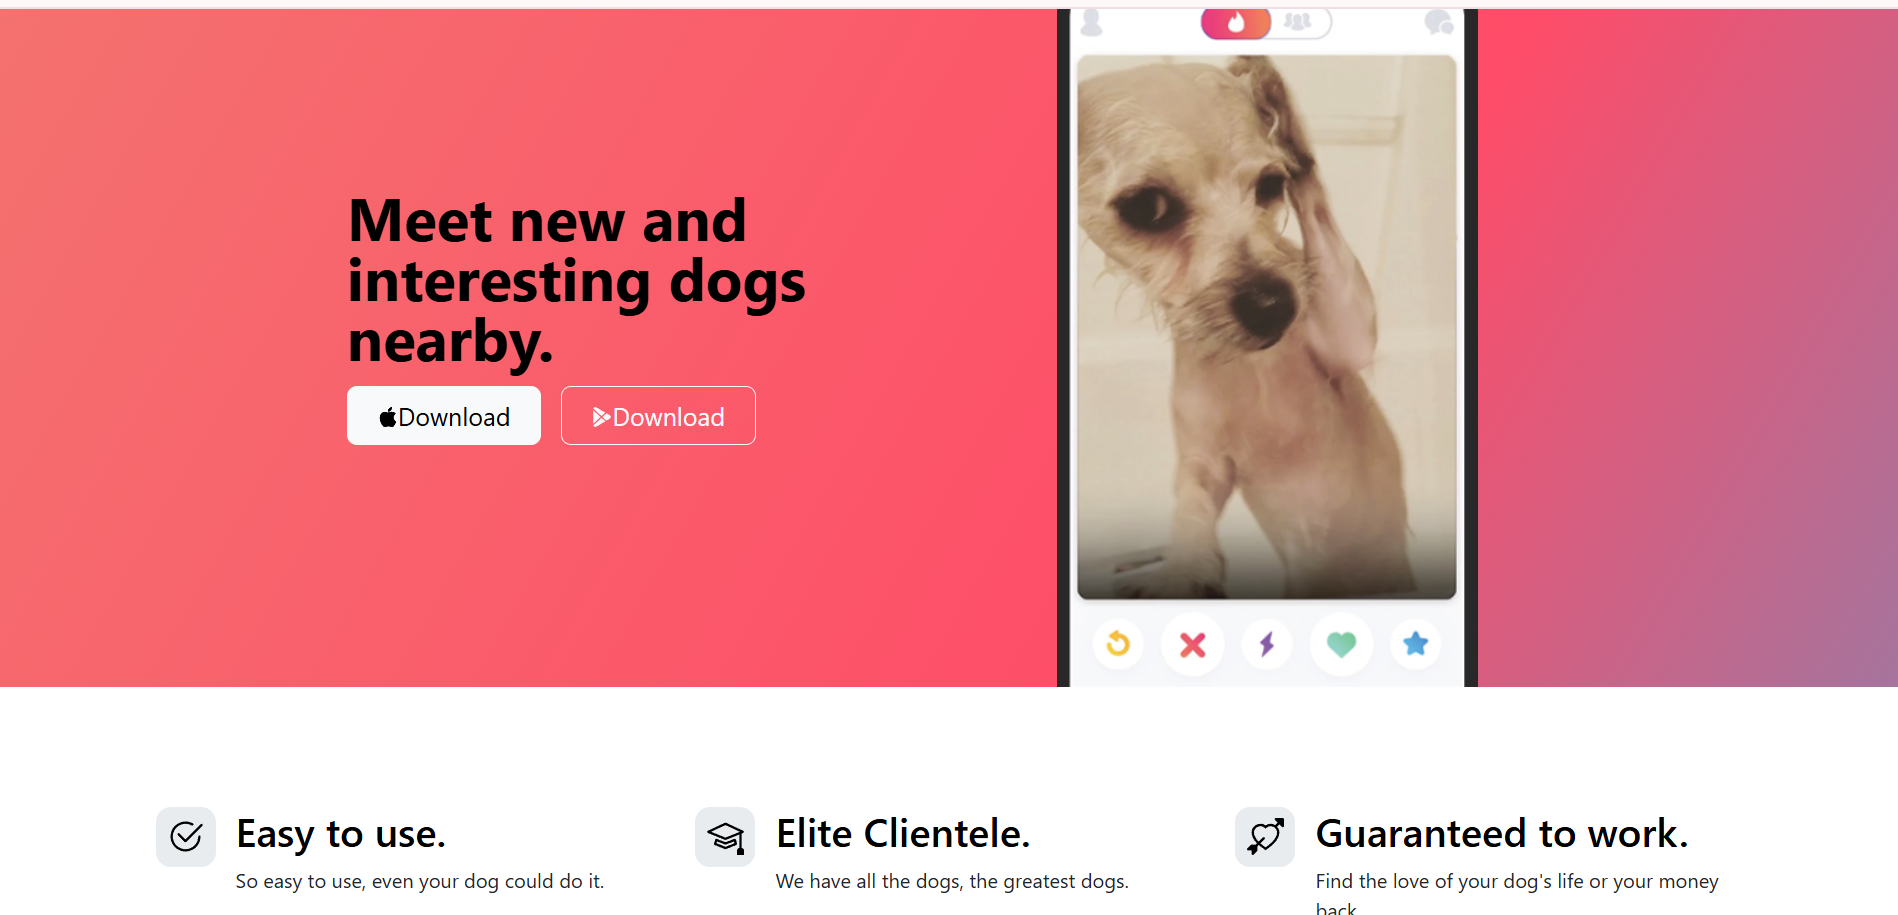 Meet new and
interesting dogs
nearby.
Download
Download
Easy to use.
So easy to use, even your dog could do it.
Elite Clientele.
We have all the dogs, the greatest dogs.
Guaranteed to work.
Find the love of your dog's life or your money
back